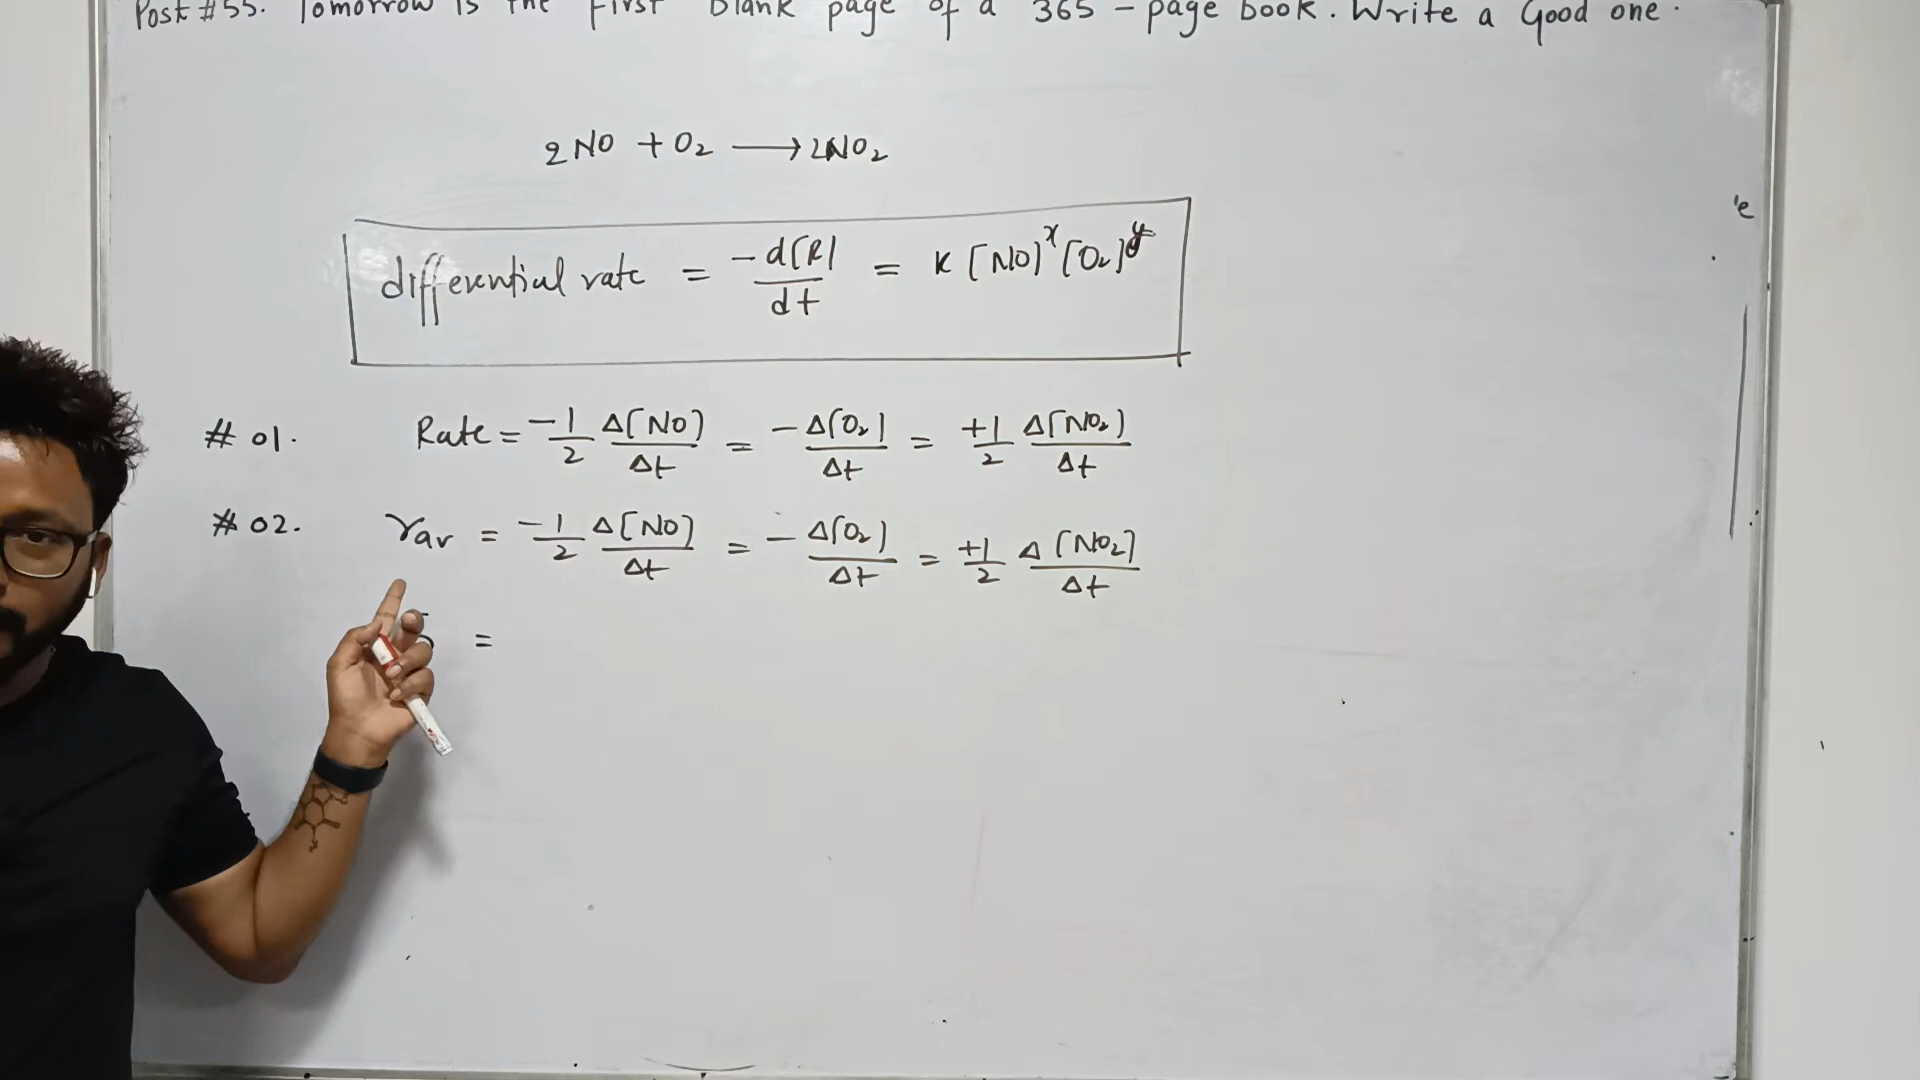 Post #55. Tomorrow is the First Blank page of a 365 - page book. Write a Good one.
2NO + O₂ ⟶ 2NO₂
'e
differential rate = -d[R]/dt = K [NO]ˣ [O₂]ʸ
# 01. Rate = -1/2 Δ[NO]/Δt = -Δ[O₂]/Δt = +1/2 Δ[NO₂]/Δt
# 02. rav = -1/2 Δ[NO]/Δt = - Δ[O₂]/Δt = +1/2 Δ[NO₂]/Δt
=